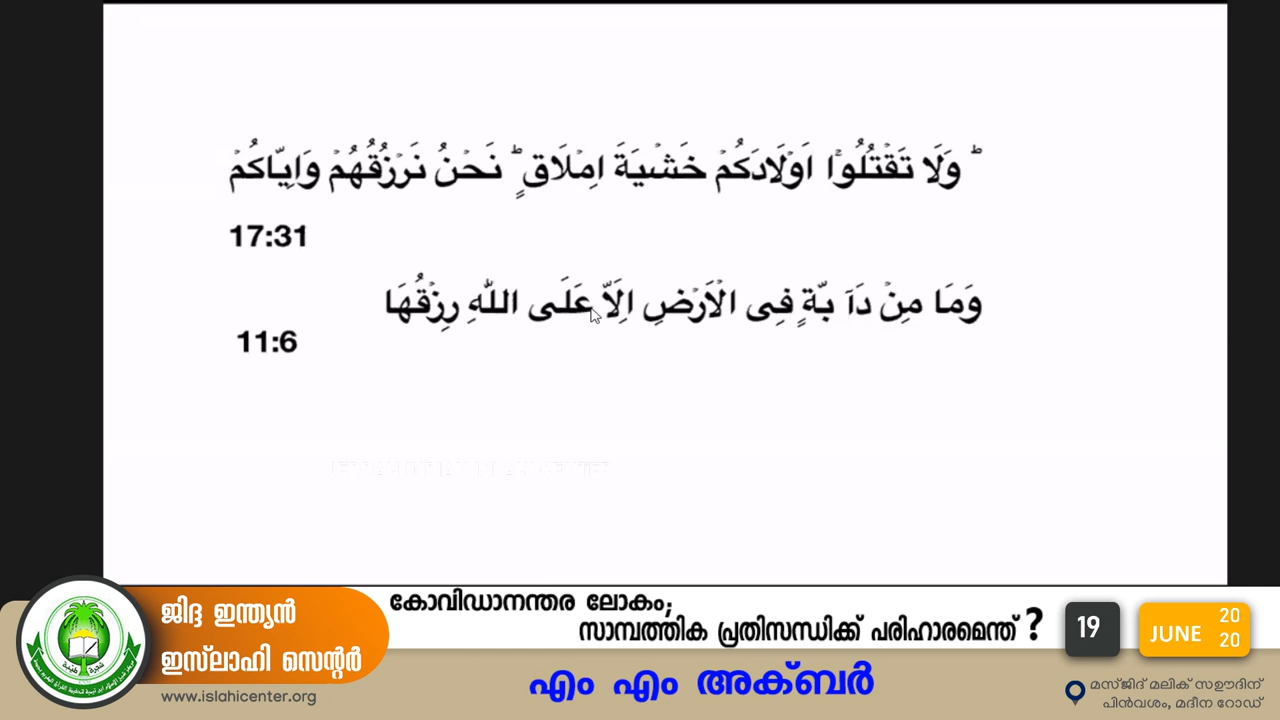 ؕ وَلَا تَقۡتُلُوۡۤا اَوۡلَادَكُمۡ خَشۡيَةَ اِمۡلَاقٍ‌ؕ نَحۡنُ نَرۡزُقُهُمۡ وَاِيَّاكُمۡ
17:31
وَمَا مِنۡ دَآ بَّةٍ فِى الۡاَرۡضِ اِلَّا عَلَى اللّٰهِ رِزۡقُهَا
11:6
ജിദ്ദ ഇന്ത്യൻ
ഇസ്‌ലാഹി സെന്റർ
www.islahicenter.org
കോവിഡാനന്തര ലോകം;
സാമ്പത്തിക പ്രതിസന്ധിക്ക് പരിഹാരമെന്ത് ?
എം എം അക്ബർ
19
JUNE
20
20
മസ്ജിദ് മലിക് സഊദിന്
പിൻവശം, മദീന റോഡ്